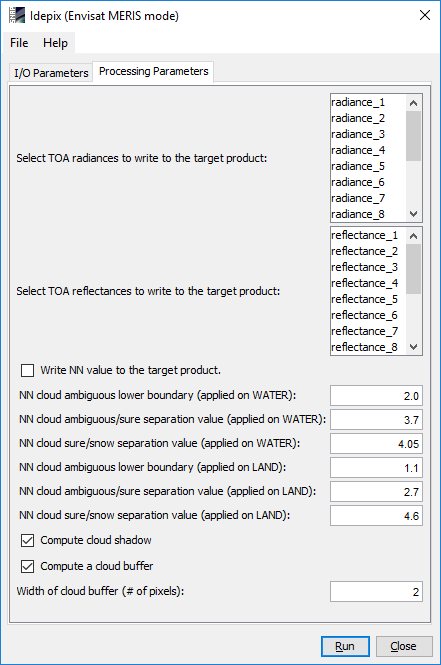 Idepix (Envisat MERIS mode)
File Help
I/O Parameters Processing Parameters
Select TOA radiances to write to the target product:
radiance_1
radiance_2
radiance_3
radiance_4
radiance_5
radiance_6
radiance_7
radiance_8
Select TOA reflectances to write to the target product:
reflectance_1
reflectance_2
reflectance_3
reflectance_4
reflectance_5
reflectance_6
reflectance_7
reflectance_8
Write NN value to the target product.
NN cloud ambiguous lower boundary (applied on WATER): 2.0
NN cloud ambiguous/sure separation value (applied on WATER): 3.7
NN cloud sure/snow separation value (applied on WATER): 4.05
NN cloud ambiguous lower boundary (applied on LAND): 1.1
NN cloud ambiguous/sure separation value (applied on LAND): 2.7
NN cloud sure/snow separation value (applied on LAND): 4.6
Compute cloud shadow
Compute a cloud buffer
Width of cloud buffer (# of pixels): 2
Run Close